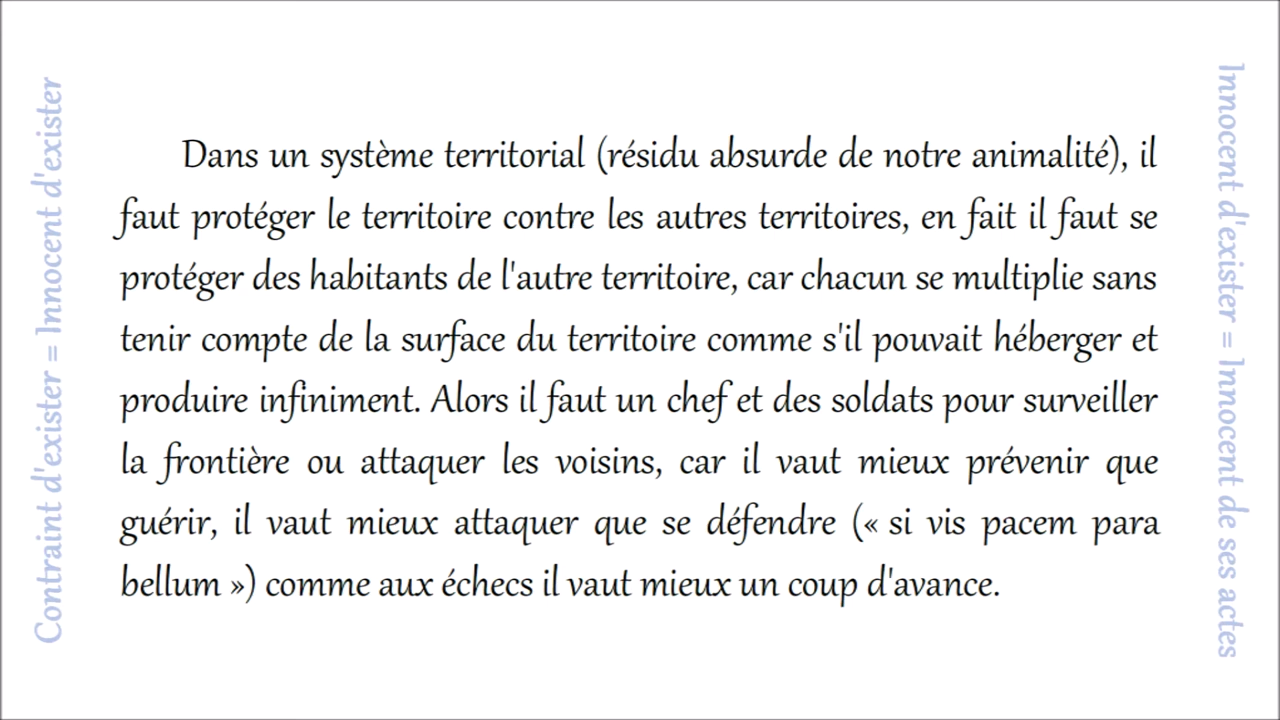 Contraint d'exister = Innocent d'exister
Dans un système territorial (résidu absurde de notre animalité), il
faut protéger le territoire contre les autres territoires, en fait il faut se
protéger des habitants de l'autre territoire, car chacun se multiplie sans
tenir compte de la surface du territoire comme s'il pouvait héberger et
produire infiniment. Alors il faut un chef et des soldats pour surveiller
la frontière ou attaquer les voisins, car il vaut mieux prévenir que
guérir, il vaut mieux attaquer que se défendre (« si vis pacem para
bellum ») comme aux échecs il vaut mieux un coup d'avance.
Innocent d'exister = Innocent de ses actes